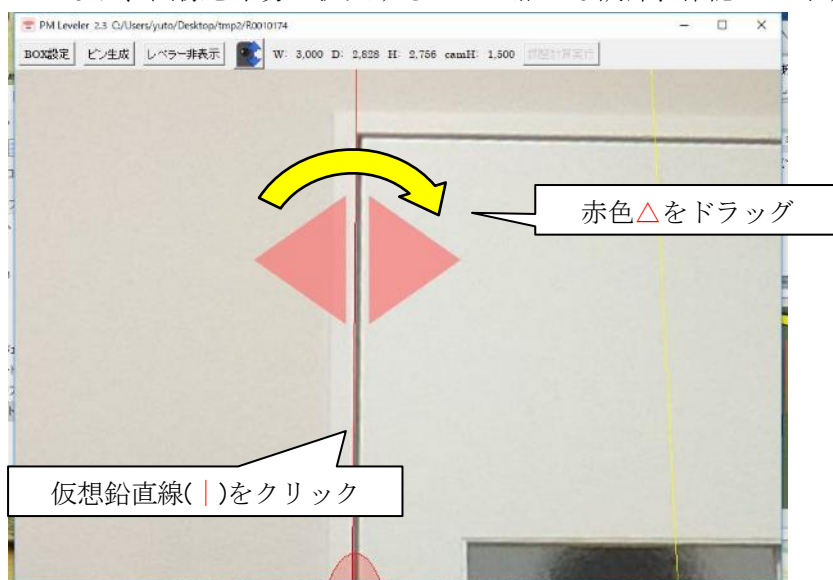 PM Leveler 2.3 C:/Users/yuto/Desktop/tmp2/R0010174
BOX設定 ピン生成 レベラー非表示 W: 3,000 D: 2,828 H: 2,756 camH: 1,500
赤色△をドラッグ
仮想鉛直線(｜)をクリック